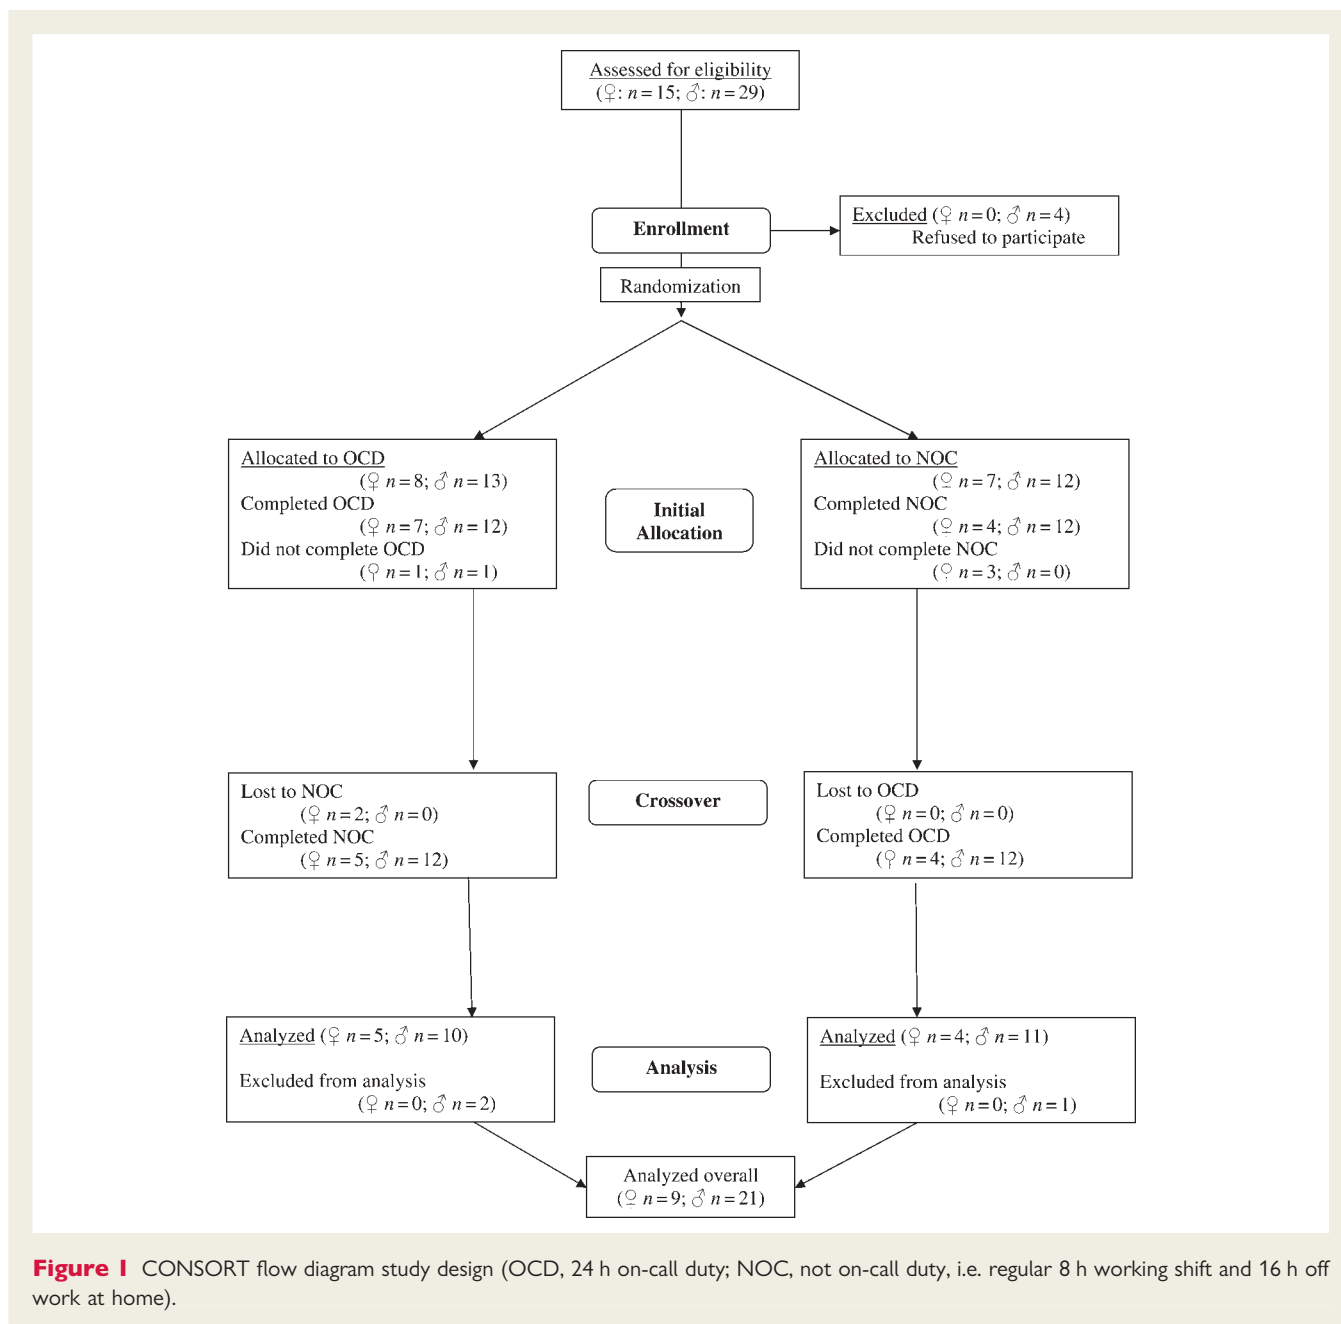 Assessed for eligibility
(♀: n=15; ♂: n=29)
Enrollment
Excluded (♀ n=0; ♂ n=4)
Refused to participate
Randomization
Allocated to OCD
(♀ n=8; ♂ n=13)
Completed OCD
(♀ n=7; ♂ n=12)
Did not complete OCD
(♀ n=1; ♂ n=1)
Initial
Allocation
Allocated to NOC
(♀ n=7; ♂ n=12)
Completed NOC
(♀ n=4; ♂ n=12)
Did not complete NOC
(♀ n=3; ♂ n=0)
Lost to NOC
(♀ n=2; ♂ n=0)
Completed NOC
(♀ n=5; ♂ n=12)
Crossover
Lost to OCD
(♀ n=0; ♂ n=0)
Completed OCD
(♀ n=4; ♂ n=12)
Analyzed (♀ n=5; ♂ n=10)
Excluded from analysis
(♀ n=0; ♂ n=2)
Analysis
Analyzed (♀ n=4; ♂ n=11)
Excluded from analysis
(♀ n=0; ♂ n=1)
Analyzed overall
(♀ n=9; ♂ n=21)
Figure 1 CONSORT flow diagram study design (OCD, 24 h on-call duty; NOC, not on-call duty, i.e. regular 8 h working shift and 16 h off
work at home).